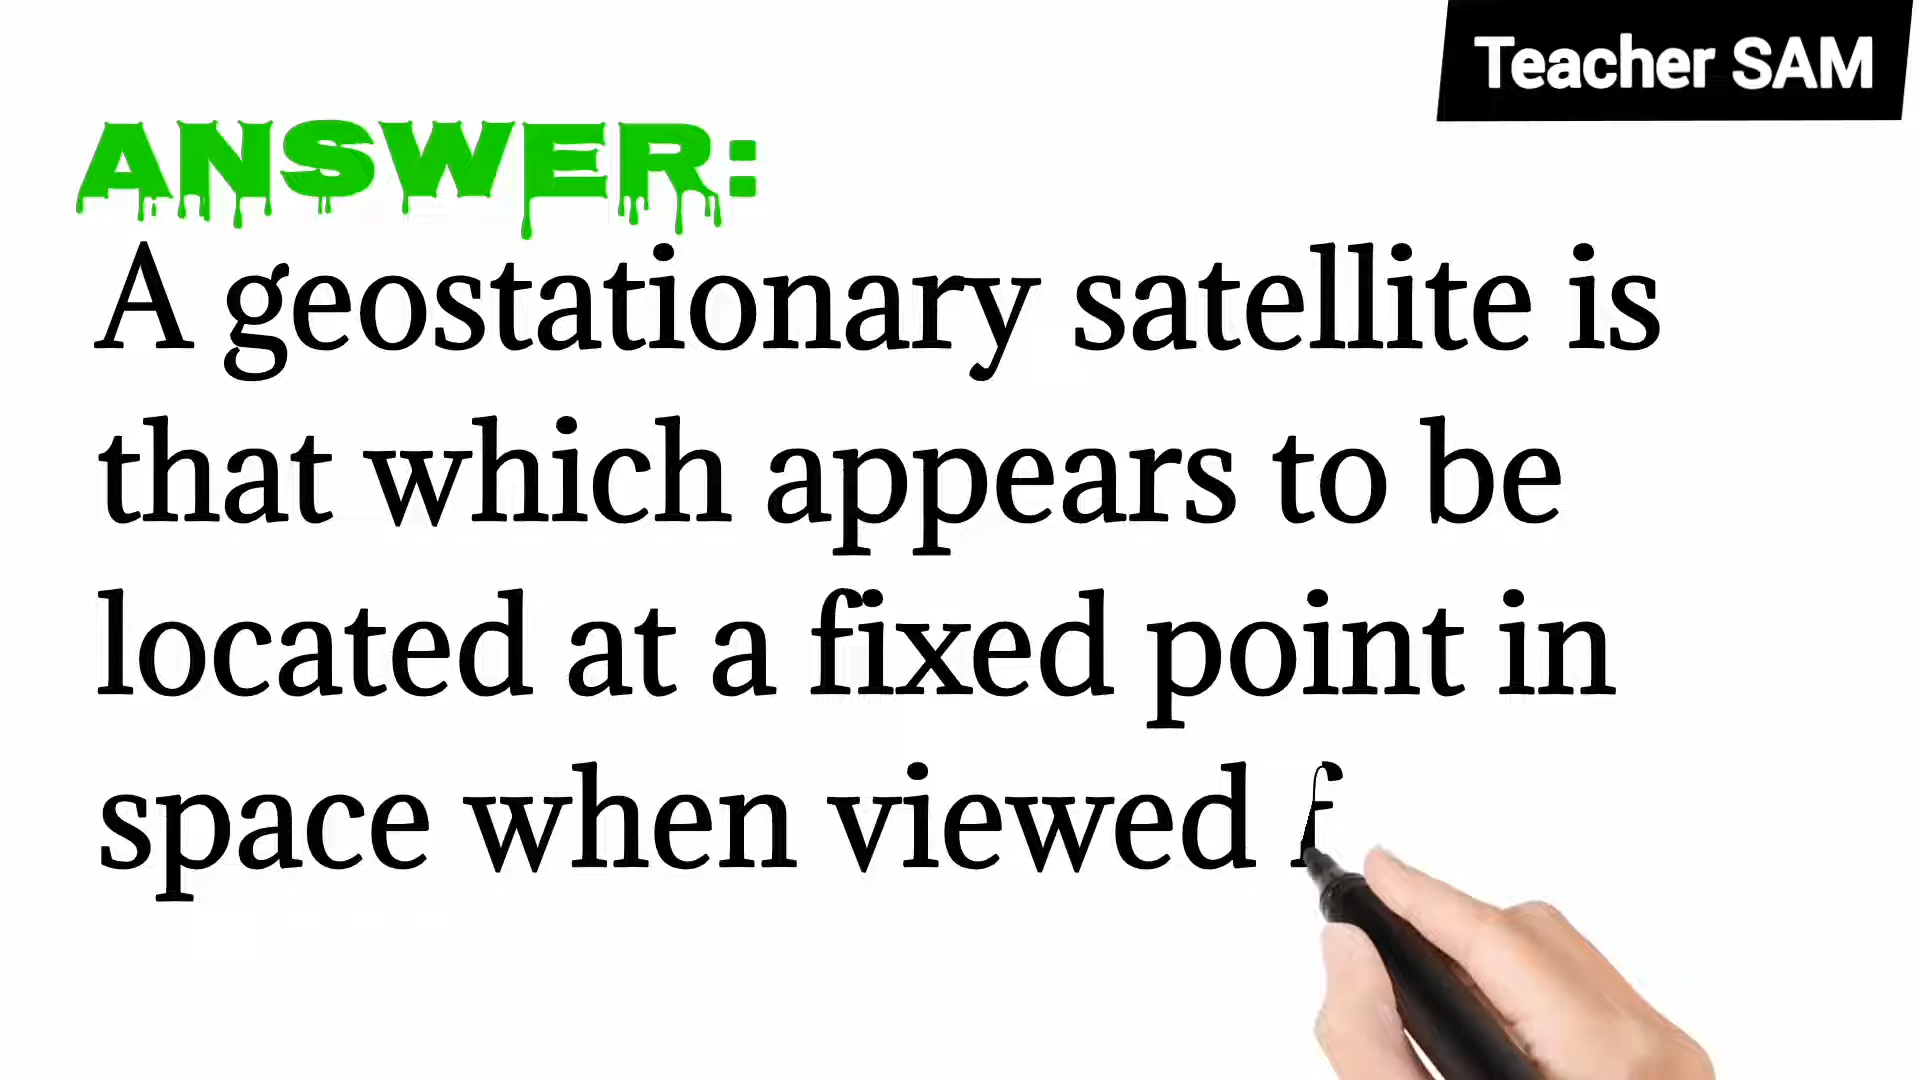 Teacher SAM
ANSWER:
A geostationary satellite is
that which appears to be
located at a fixed point in
space when viewed f